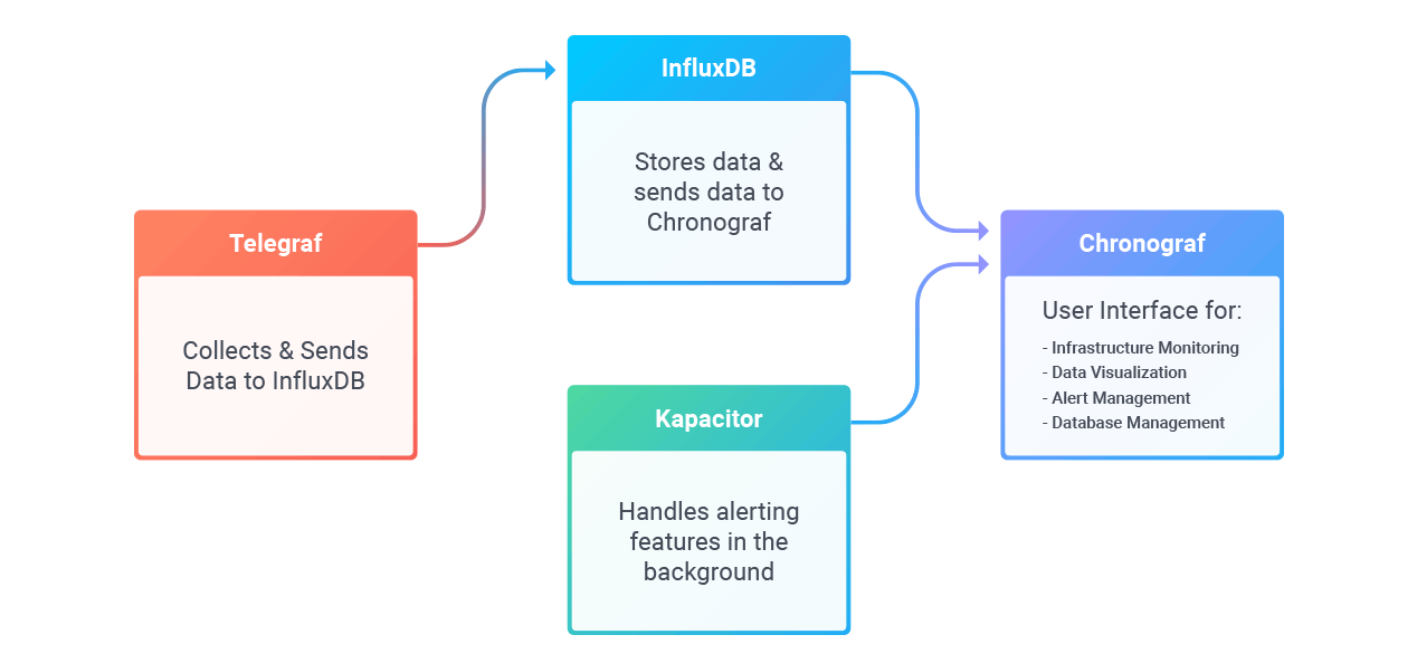 InfluxDB
Stores data &
sends data to
Chronograf
Telegraf
Collects & Sends
Data to InfluxDB
Chronograf
User Interface for:
- Infrastructure Monitoring
- Data Visualization
- Alert Management
- Database Management
Kapacitor
Handles alerting
features in the
background